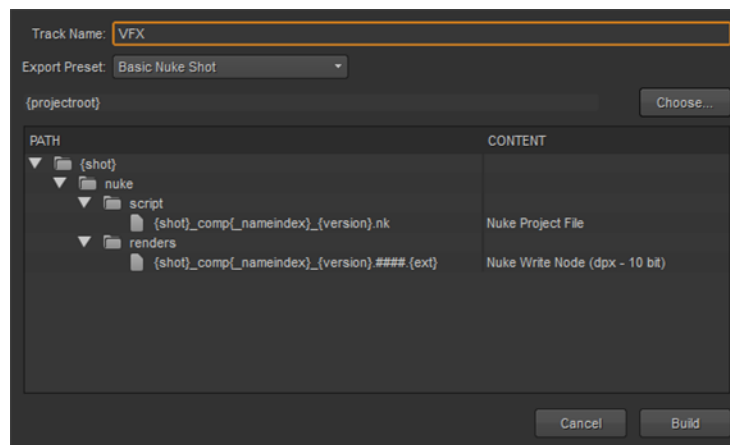 Track Name: VFX
Export Preset: Basic Nuke Shot
{projectroot} Choose...
PATH CONTENT
{shot}
nuke
script
{shot}_comp{_nameindex}_{version}.nk Nuke Project File
renders
{shot}_comp{_nameindex}_{version}.####.{ext} Nuke Write Node (dpx - 10 bit)
Cancel Build